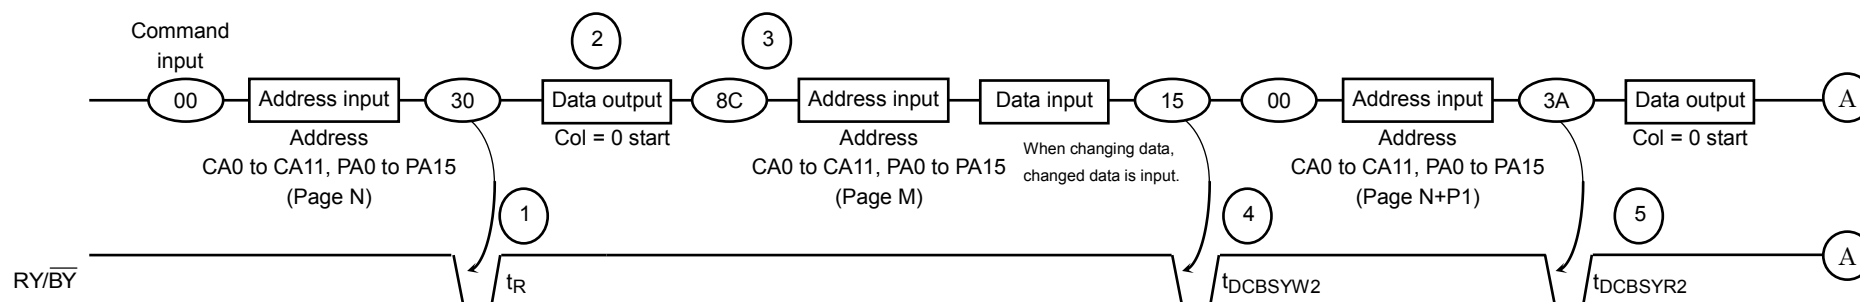 Command
input
2
3
00
Address input
30
Data output
8C
Address input
Data input
15
00
Address input
3A
Data output
A
Address
CA0 to CA11, PA0 to PA15
(Page N)
Col = 0 start
Address
CA0 to CA11, PA0 to PA15
(Page M)
When changing data,
changed data is input.
Address
CA0 to CA11, PA0 to PA15
(Page N+P1)
Col = 0 start
1
4
5
RY/BY
tR
tDCBSYW2
tDCBSYR2
A